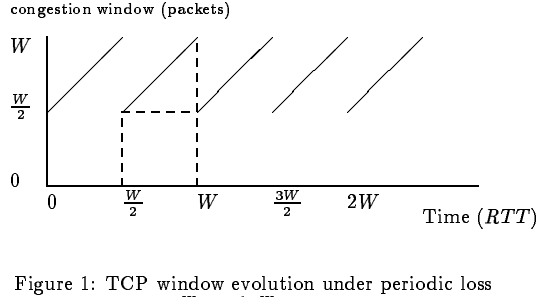 congestion window (packets)
W
W/2
0
0 W/2 W 3W/2 2W
Time (RTT)
Figure 1: TCP window evolution under periodic loss